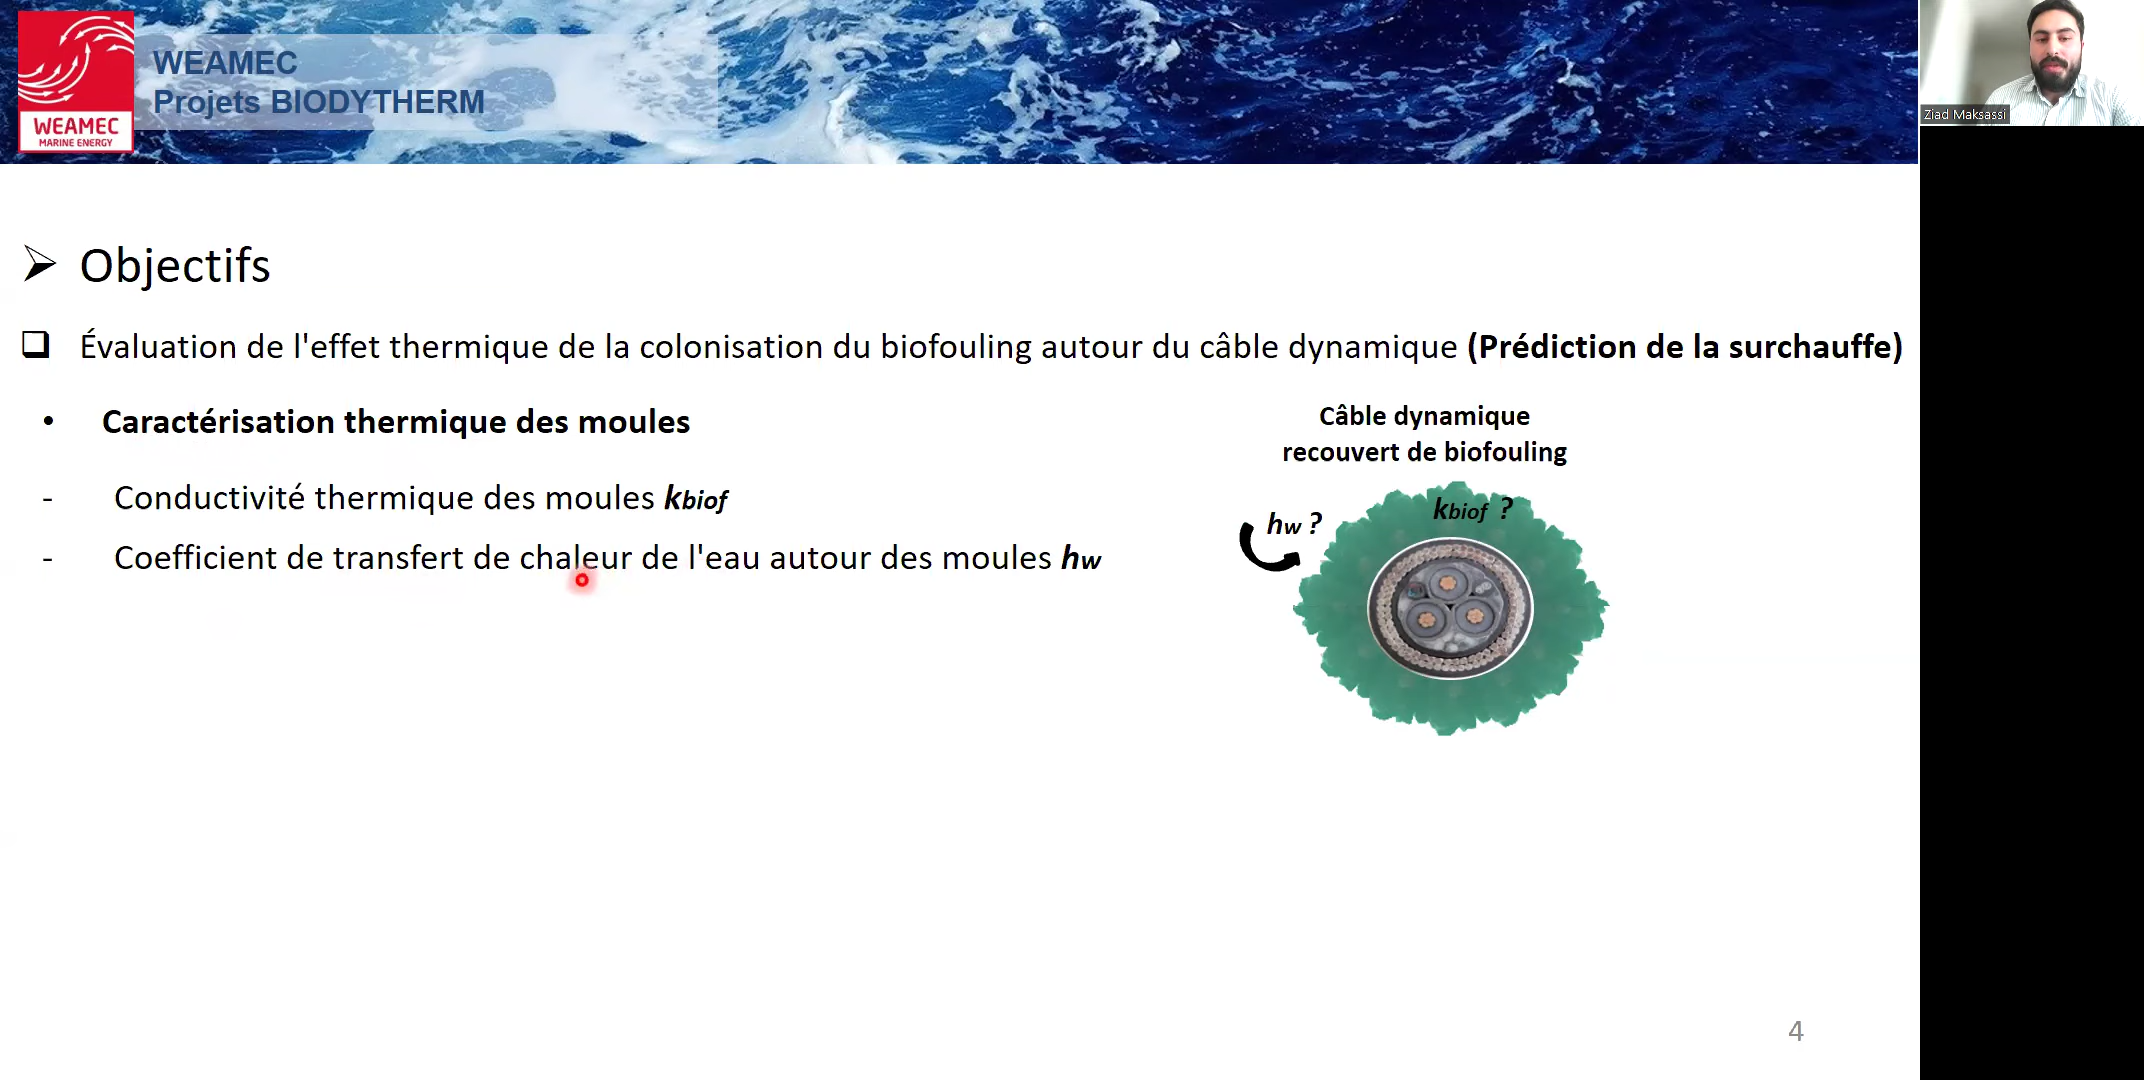 WEAMEC
Projets BIODYTHERM
WEAMEC
MARINE ENERGY
Ziad Maksassi
➢ Objectifs
❑ Évaluation de l'effet thermique de la colonisation du biofouling autour du câble dynamique (Prédiction de la surchauffe)
• Caractérisation thermique des moules
- Conductivité thermique des moules kbiof
- Coefficient de transfert de chaleur de l'eau autour des moules hw
Câble dynamique
recouvert de biofouling
kbiof ?
hw ?
4